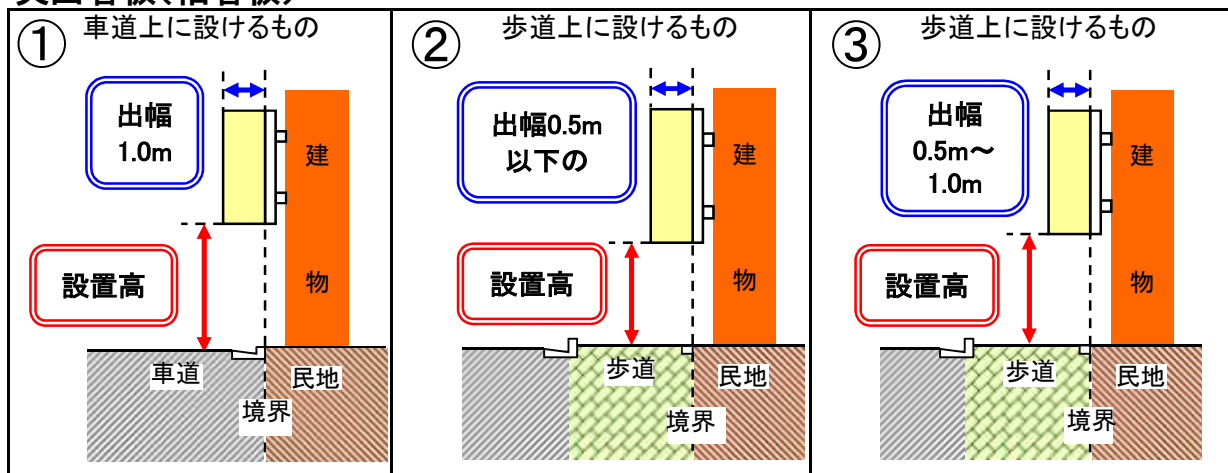 ①
車道上に設けるもの
出幅
1.0m
設置高
建
物
車道
民地
境界
②
歩道上に設けるもの
出幅0.5m
以下の
設置高
建
物
歩道
民地
境界
③
歩道上に設けるもの
出幅
0.5m～
1.0m
設置高
建
物
歩道
民地
境界